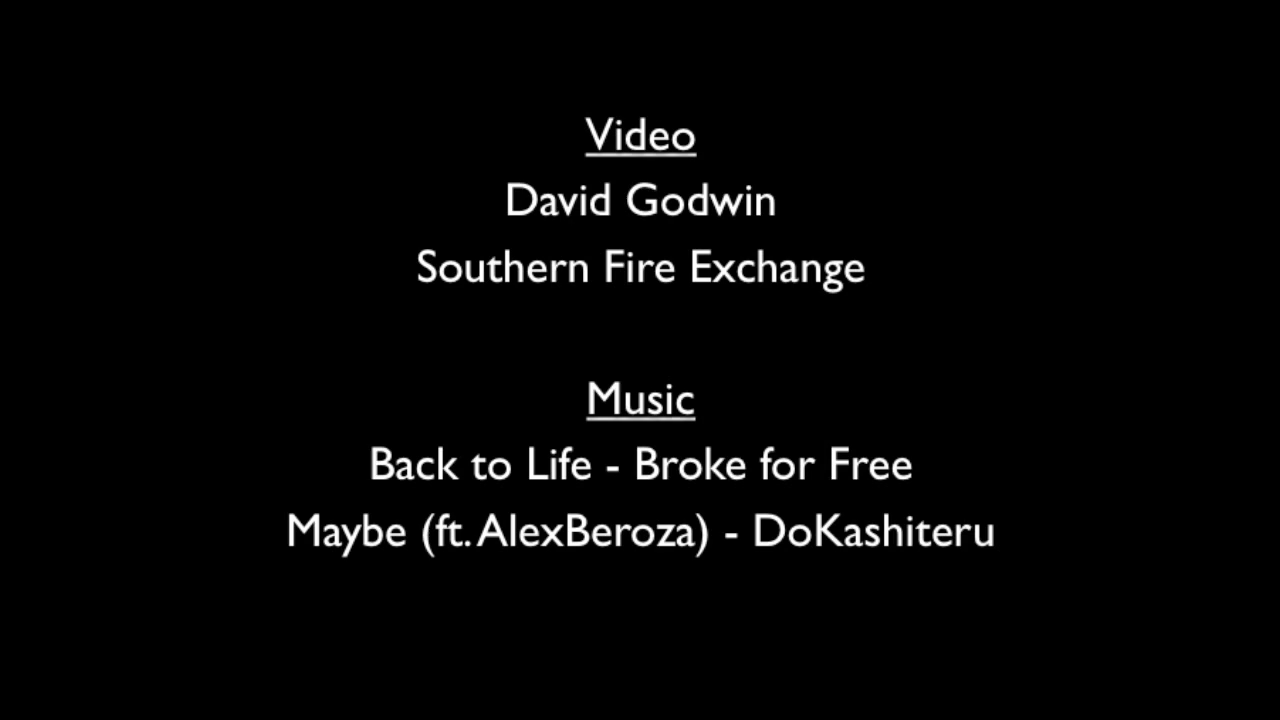 Video
David Godwin
Southern Fire Exchange
Music
Back to Life - Broke for Free
Maybe (ft. AlexBeroza) - DoKashiteru